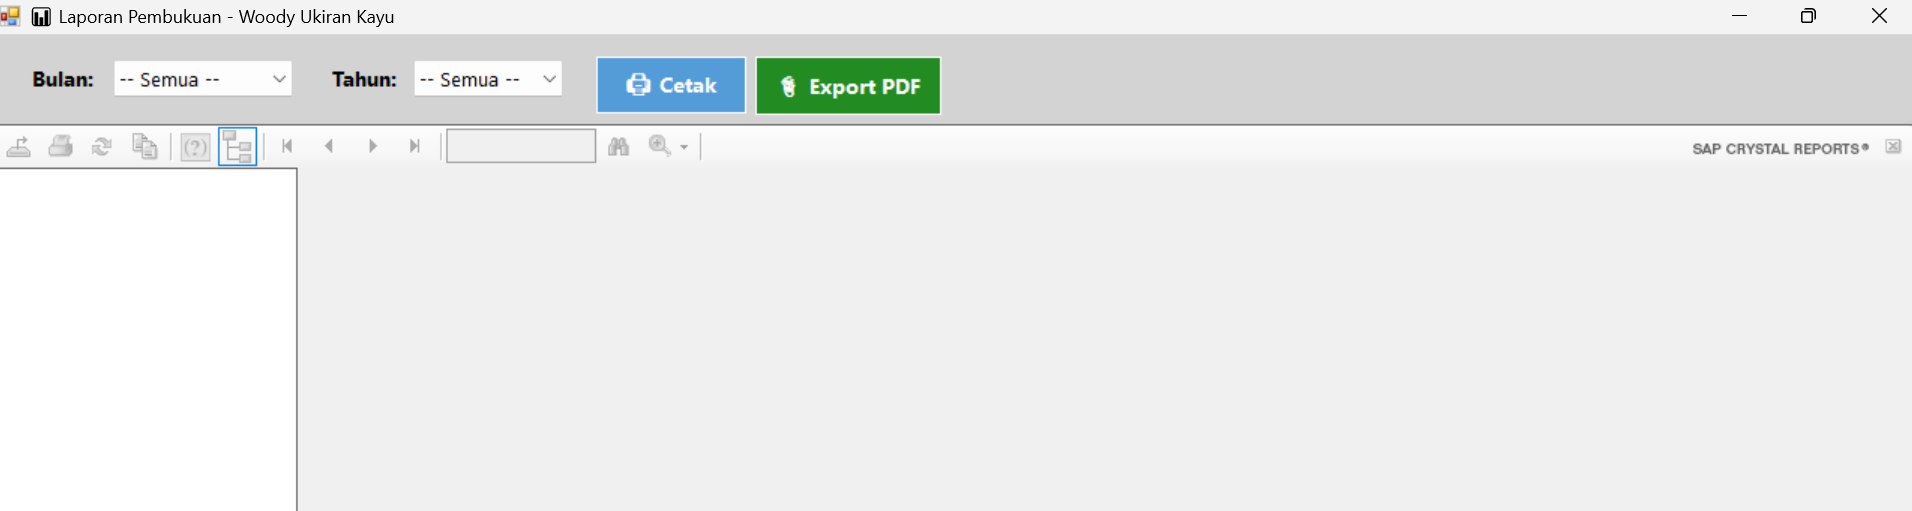 Laporan Pembukuan - Woody Ukiran Kayu
Bulan: -- Semua -- Tahun: -- Semua -- Cetak Export PDF
SAP CRYSTAL REPORTS®